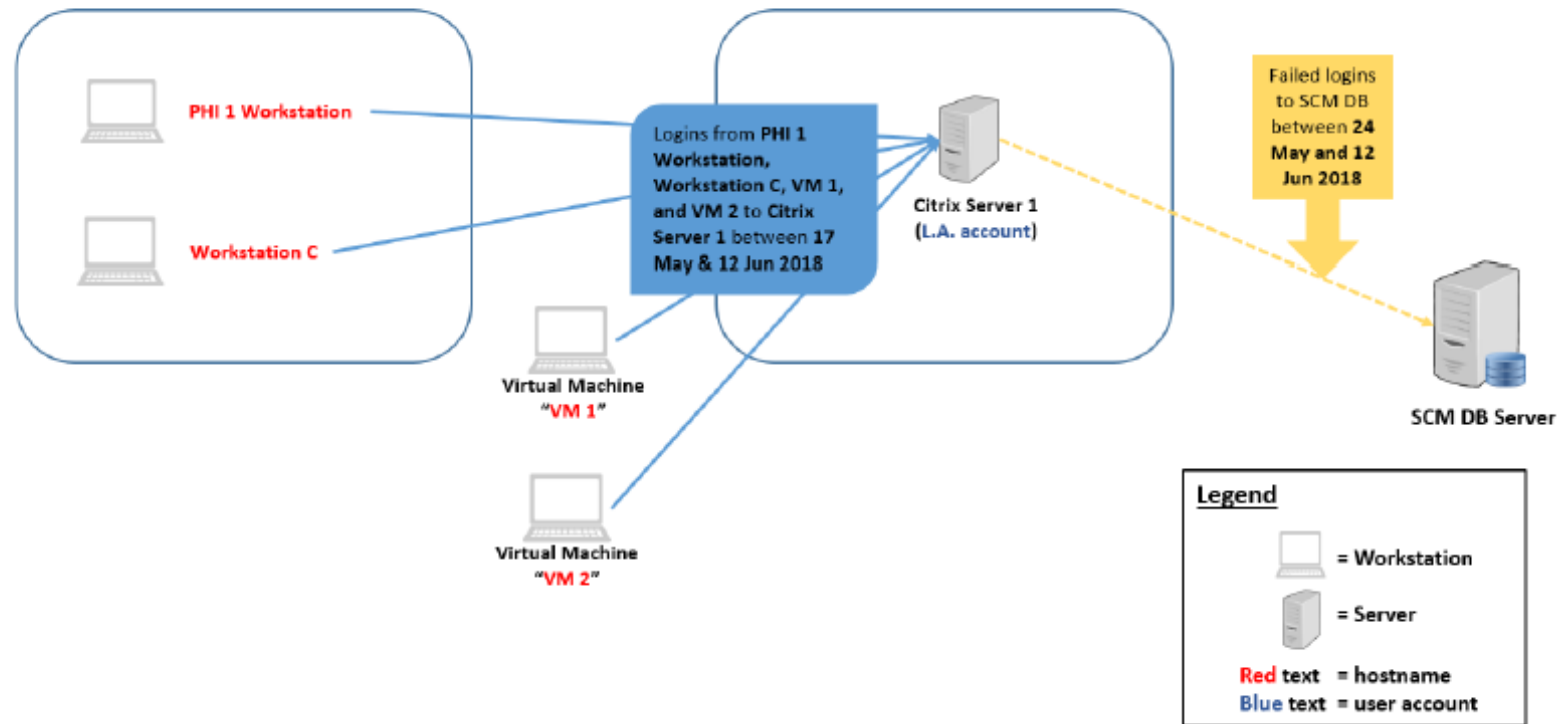 PHI 1 Workstation
Workstation C
Logins from PHI 1
Workstation,
Workstation C, VM 1,
and VM 2 to Citrix
Server 1 between 17
May & 12 Jun 2018
Citrix Server 1
(L.A. account)
Failed logins
to SCM DB
between 24
May and 12
Jun 2018
Virtual Machine
"VM 1"
Virtual Machine
"VM 2"
SCM DB Server
Legend
= Workstation
= Server
Red text = hostname
Blue text = user account